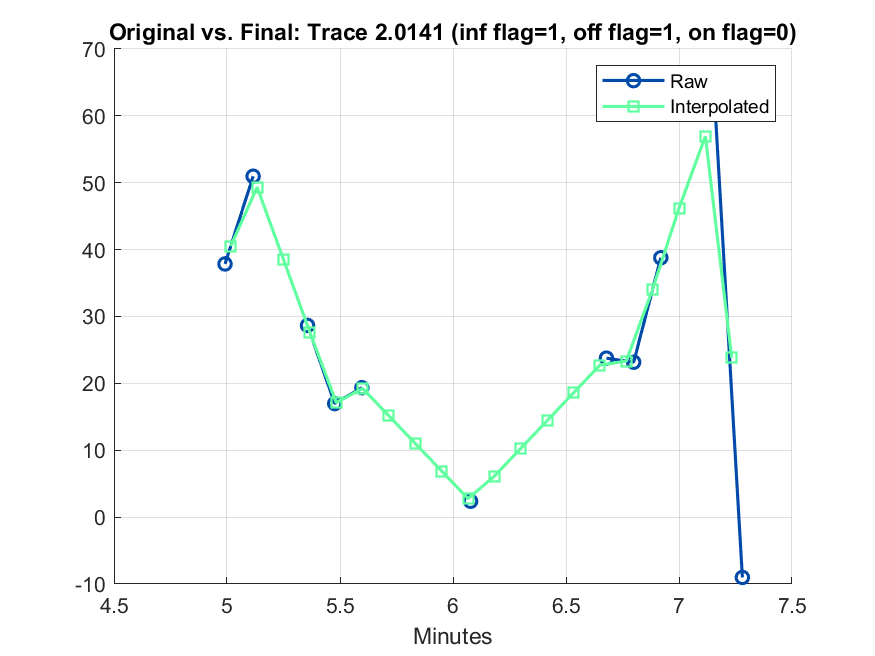 Original vs. Final: Trace 2.0141 (inf flag=1, off flag=1, on flag=0)
70
60
50
40
30
20
10
0
-10
Raw
Interpolated
4.5 5 5.5 6 6.5 7 7.5
Minutes